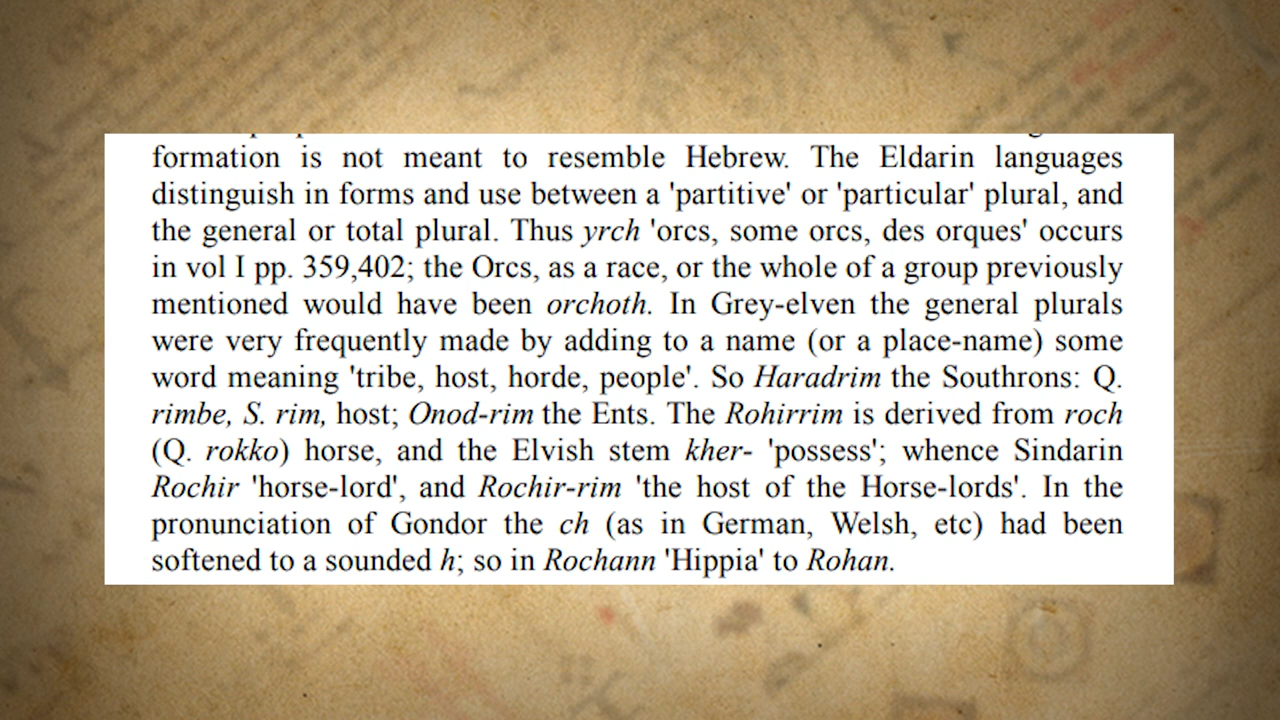 formation is not meant to resemble Hebrew. The Eldarin languages
distinguish in forms and use between a 'partitive' or 'particular' plural, and
the general or total plural. Thus yrch 'orcs, some orcs, des orques' occurs
in vol I pp. 359,402; the Orcs, as a race, or the whole of a group previously
mentioned would have been orchoth. In Grey-elven the general plurals
were very frequently made by adding to a name (or a place-name) some
word meaning 'tribe, host, horde, people'. So Haradrim the Southrons: Q.
rimbe, S. rim, host; Onod-rim the Ents. The Rohirrim is derived from roch
(Q. rokko) horse, and the Elvish stem kher- 'possess'; whence Sindarin
Rochir 'horse-lord', and Rochir-rim 'the host of the Horse-lords'. In the
pronunciation of Gondor the ch (as in German, Welsh, etc) had been
softened to a sounded h; so in Rochann 'Hippia' to Rohan.